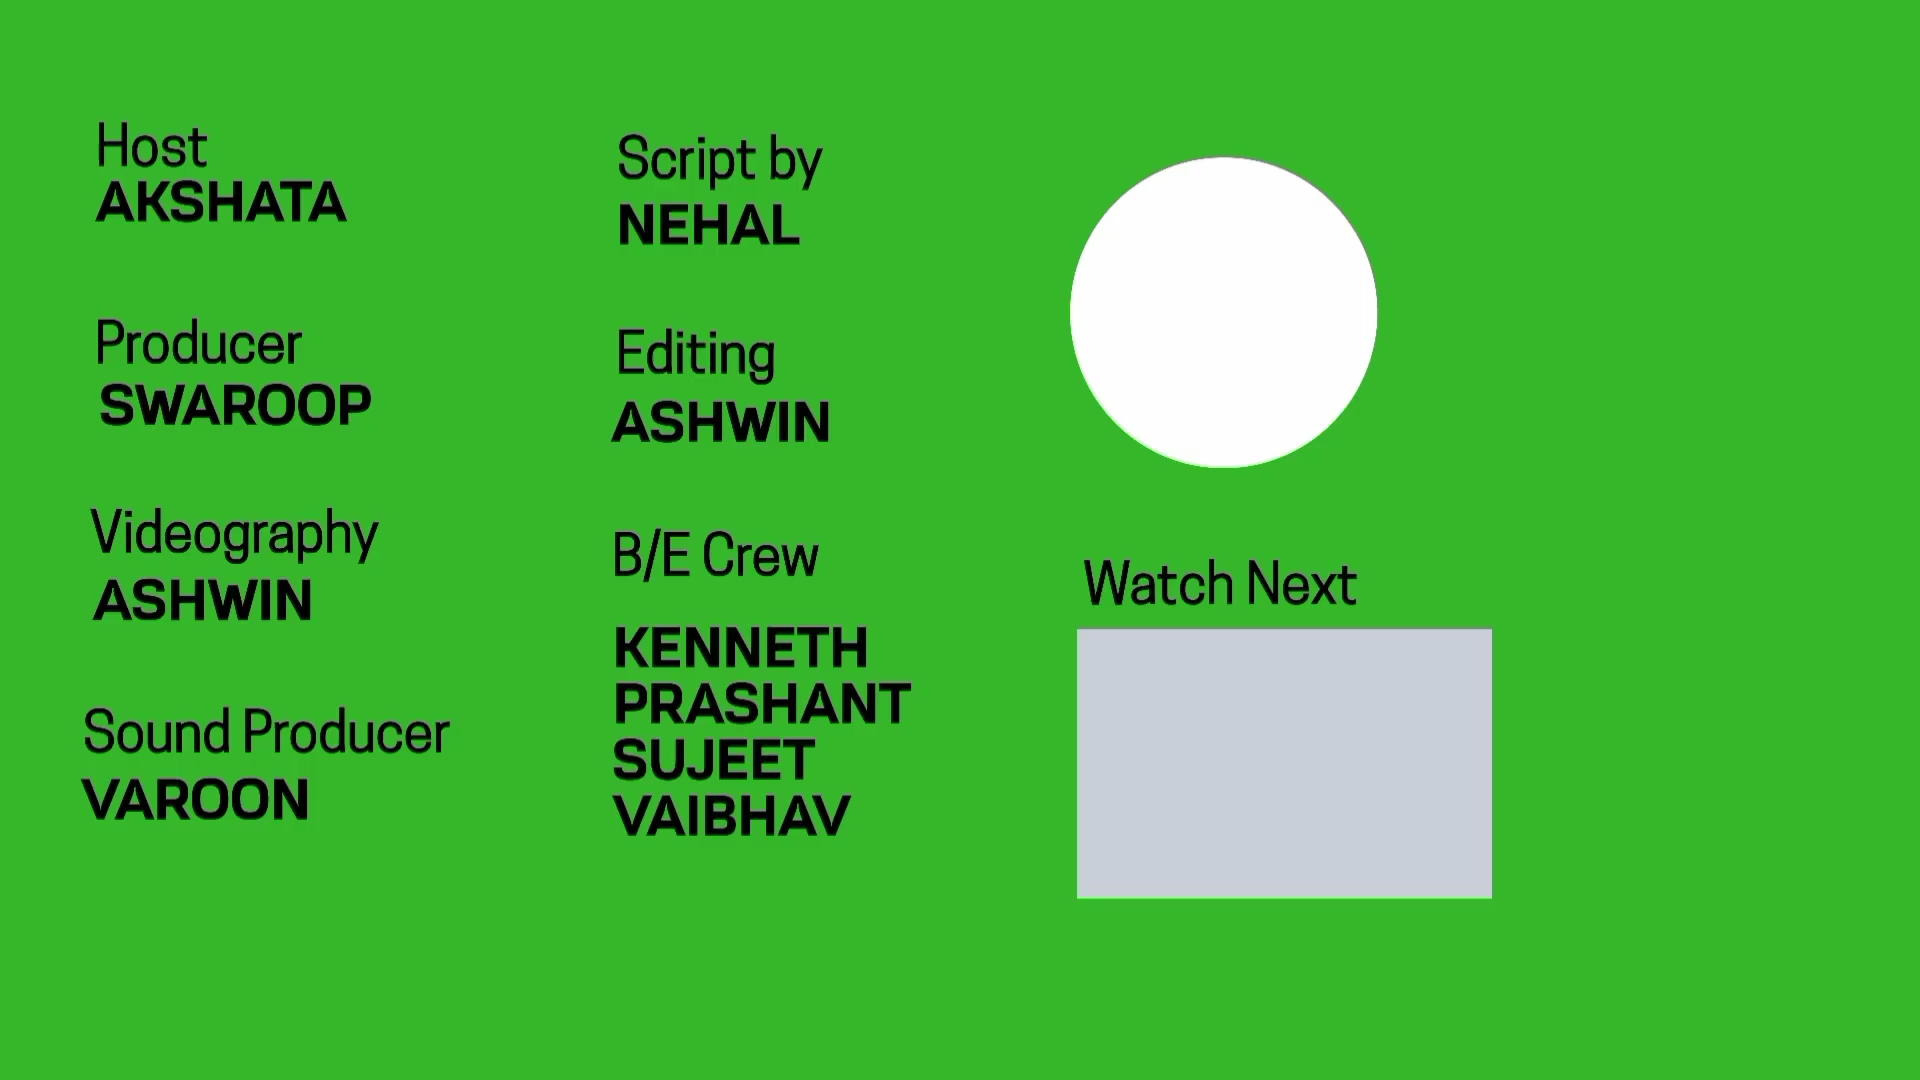 Host
AKSHATA
Producer
SWAROOP
Videography
ASHWIN
Sound Producer
VAROON
Script by
NEHAL
Editing
ASHWIN
B/E Crew
KENNETH
PRASHANT
SUJEET
VAIBHAV
Watch Next